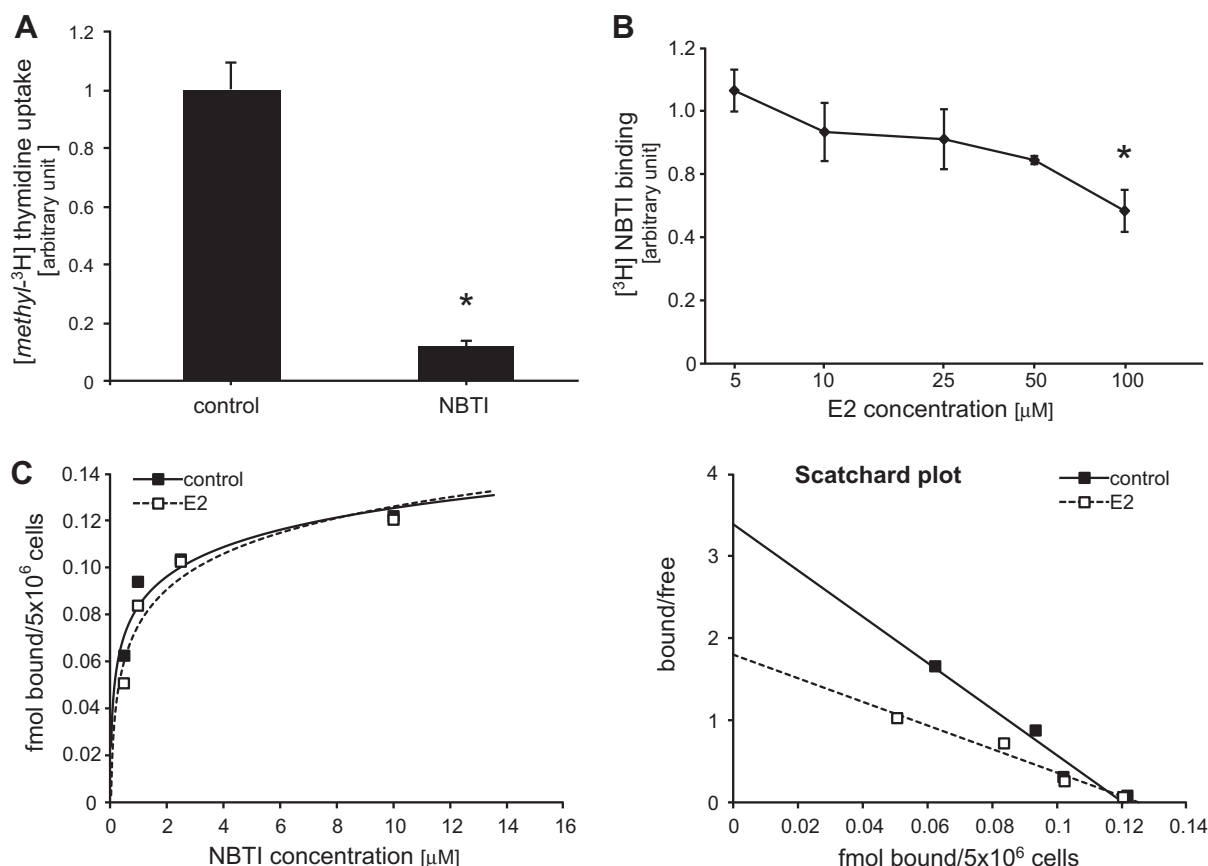 A
[methyl-³H] thymidine uptake
[arbitrary unit ]
1.2
1
0.8
0.6
0.4
0.2
0
*
control
NBTI
B
[³H] NBTI binding
[arbitrary unit]
1.2
1.0
0.8
0.4
0.2
0
*
5
10
25
50
100
E2 concentration [µM]
C
fmol bound/5x10⁶ cells
0.14
0.12
0.10
0.08
0.06
0.04
0.02
0
control
E2
0
2
4
6
8
10
12
14
16
NBTI concentration [µM]
Scatchard plot
control
E2
bound/free
4
3
2
1
0
0
0.02
0.04
0.06
0.08
0.1
0.12
0.14
fmol bound/5x10⁶ cells